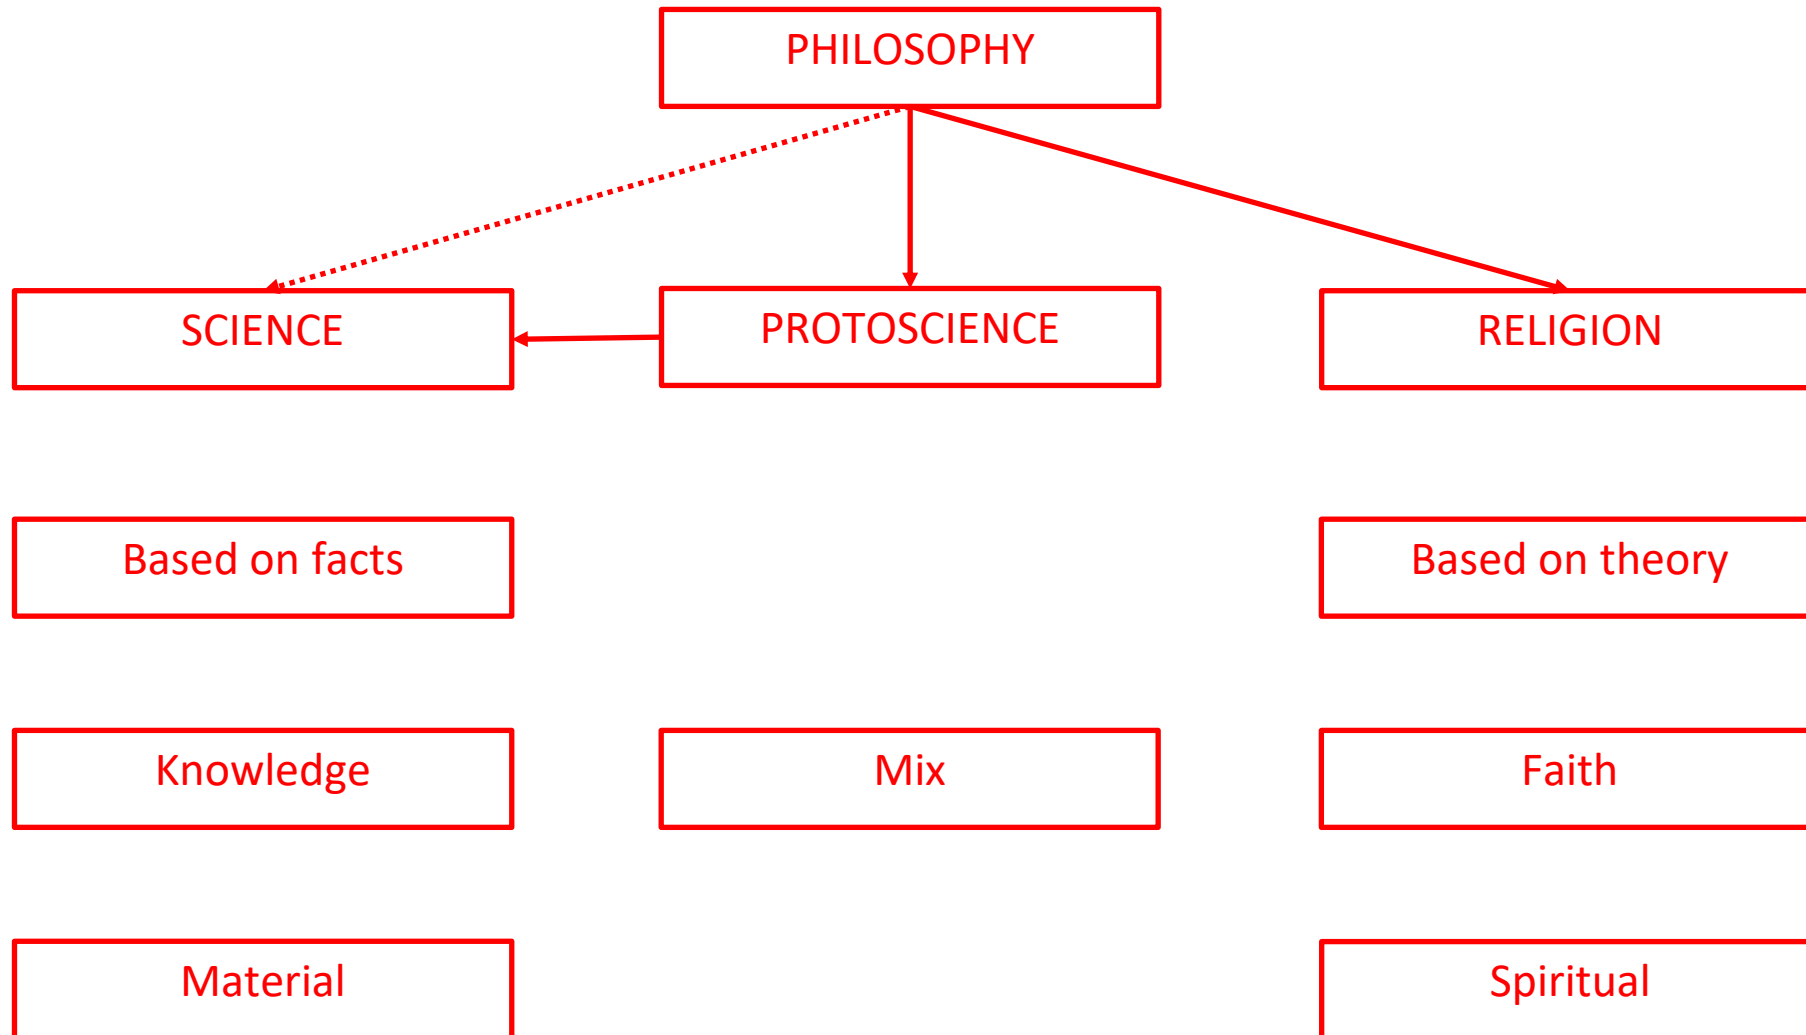 PHILOSOPHY
SCIENCE
PROTOSCIENCE
RELIGION
Based on facts
Based on theory
Knowledge
Mix
Faith
Material
Spiritual